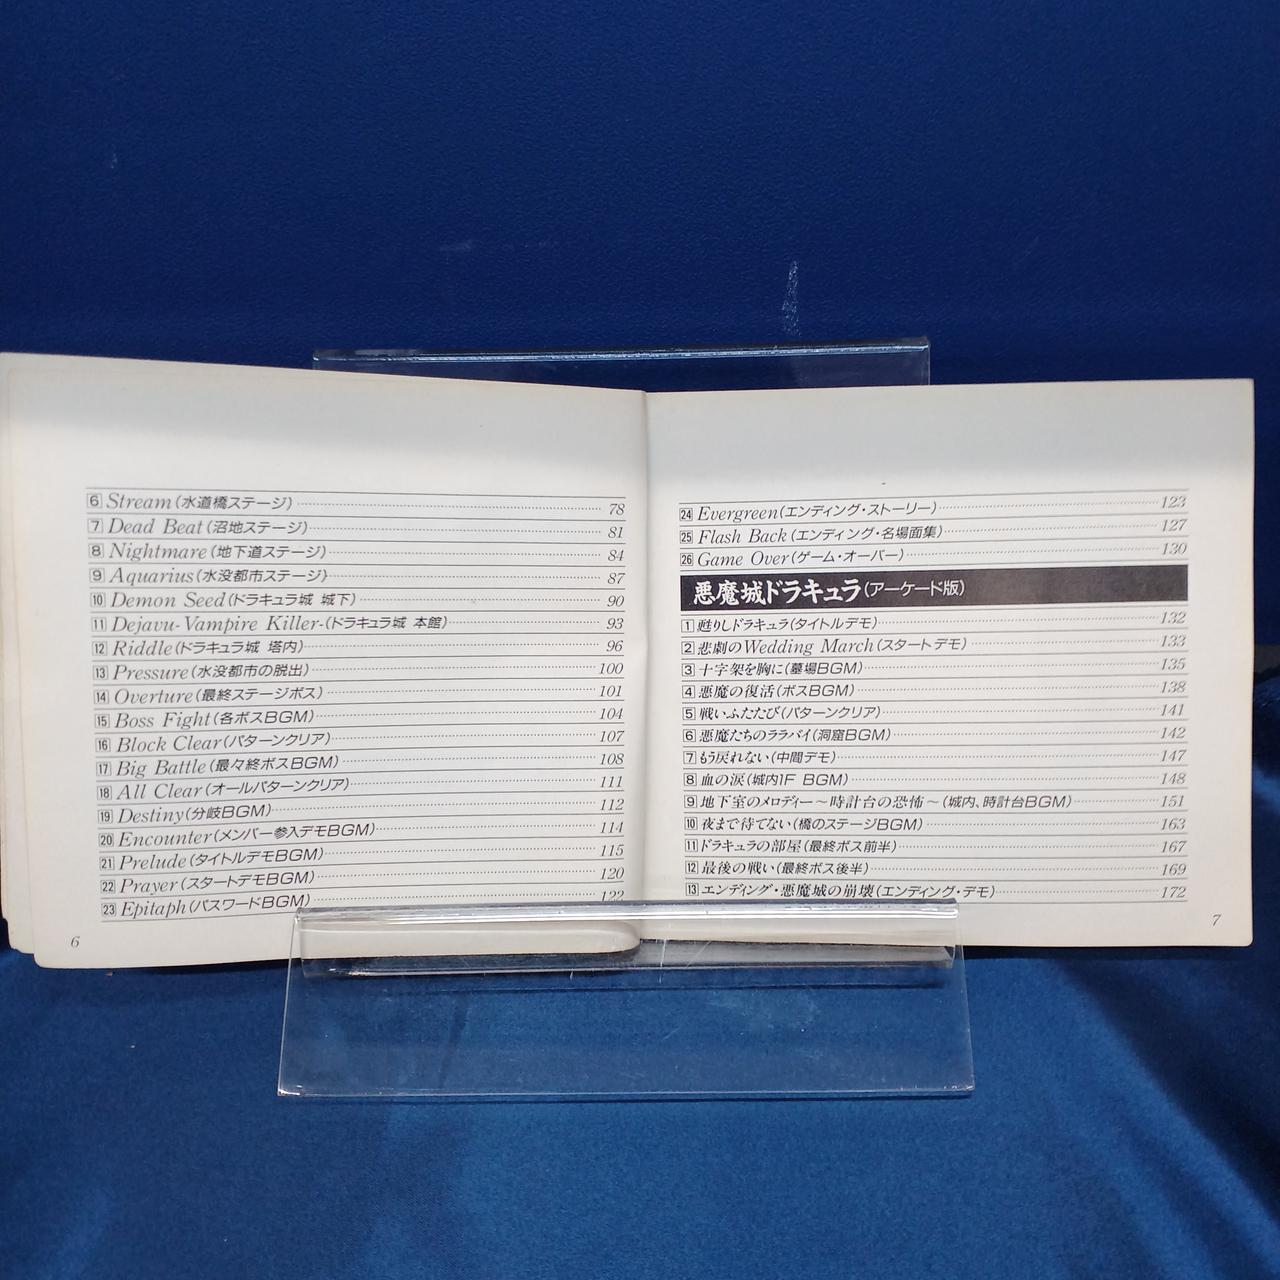 6 Stream(水道橋ステージ) 78
7 Dead Beat(沼地ステージ) 81
8 Nightmare(地下道ステージ) 84
9 Aquarius(水没都市ステージ) 87
10 Demon Seed(ドラキュラ城 城下) 90
11 Dejavu-Vampire Killer-(ドラキュラ城 本館) 93
12 Riddle(ドラキュラ城 塔内) 96
13 Pressure(水没都市の脱出) 100
14 Overture(最終ステージボス) 101
15 Boss Fight(各ボスBGM) 104
16 Block Clear(パターンクリア) 107
17 Big Battle(最々終ボスBGM) 108
18 All Clear(オールパターンクリア) 111
19 Destiny(分岐BGM) 112
20 Encounter(メンバー参入デモBGM) 114
21 Prelude(タイトルデモBGM) 115
22 Prayer(スタートデモBGM) 120
23 Epitaph(パスワードBGM) 122
6
24 Evergreen(エンディング・ストーリー) 123
25 Flash Back(エンディング・名場面集) 127
26 Game Over(ゲーム・オーバー) 130
悪魔城ドラキュラ(アーケード版)
1 甦りしドラキュラ(タイトルデモ) 132
2 悲劇のWedding March(スタートデモ) 133
3 十字架を胸に(墓場BGM) 135
4 悪魔の復活(ボスBGM) 138
5 戦いふたたび(パターンクリア) 141
6 悪魔たちのララバイ(洞窟BGM) 142
7 もう戻れない(中間デモ) 147
8 血の涙(城内1F BGM) 148
9 地下室のメロディー～時計台の恐怖～(城内、時計台BGM) 151
10 夜まで待てない(橋のステージBGM) 163
11 ドラキュラの部屋(最終ボス前半) 167
12 最後の戦い(最終ボス後半) 169
13 エンディング・悪魔城の崩壊(エンディング・デモ) 172
7